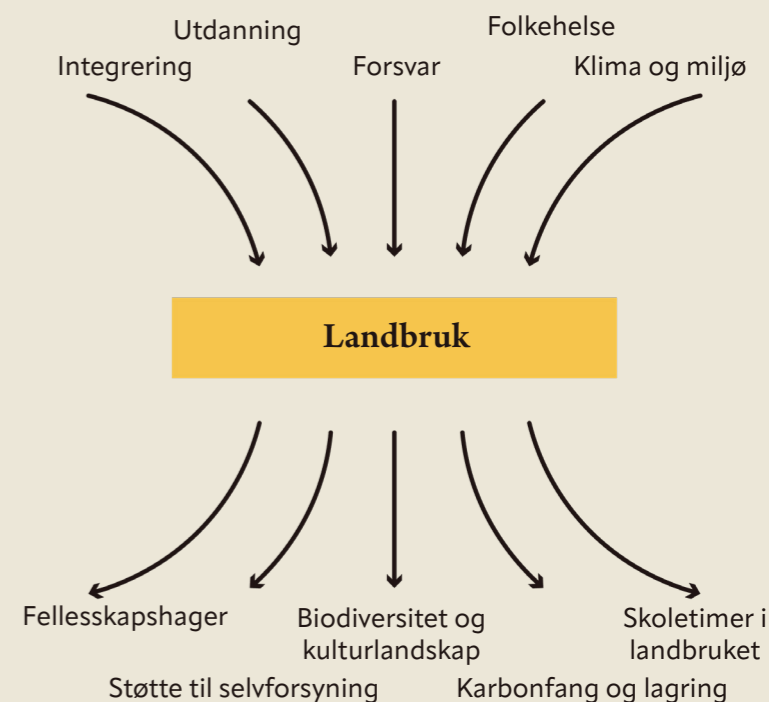 Utdanning
Folkehelse
Integrering
Forsvar
Klima og miljø
Landbruk
Fellesskapshager
Biodiversitet og
kulturlandskap
Skoletimer i
landbruket
Støtte til selvforsyning
Karbonfang og lagring